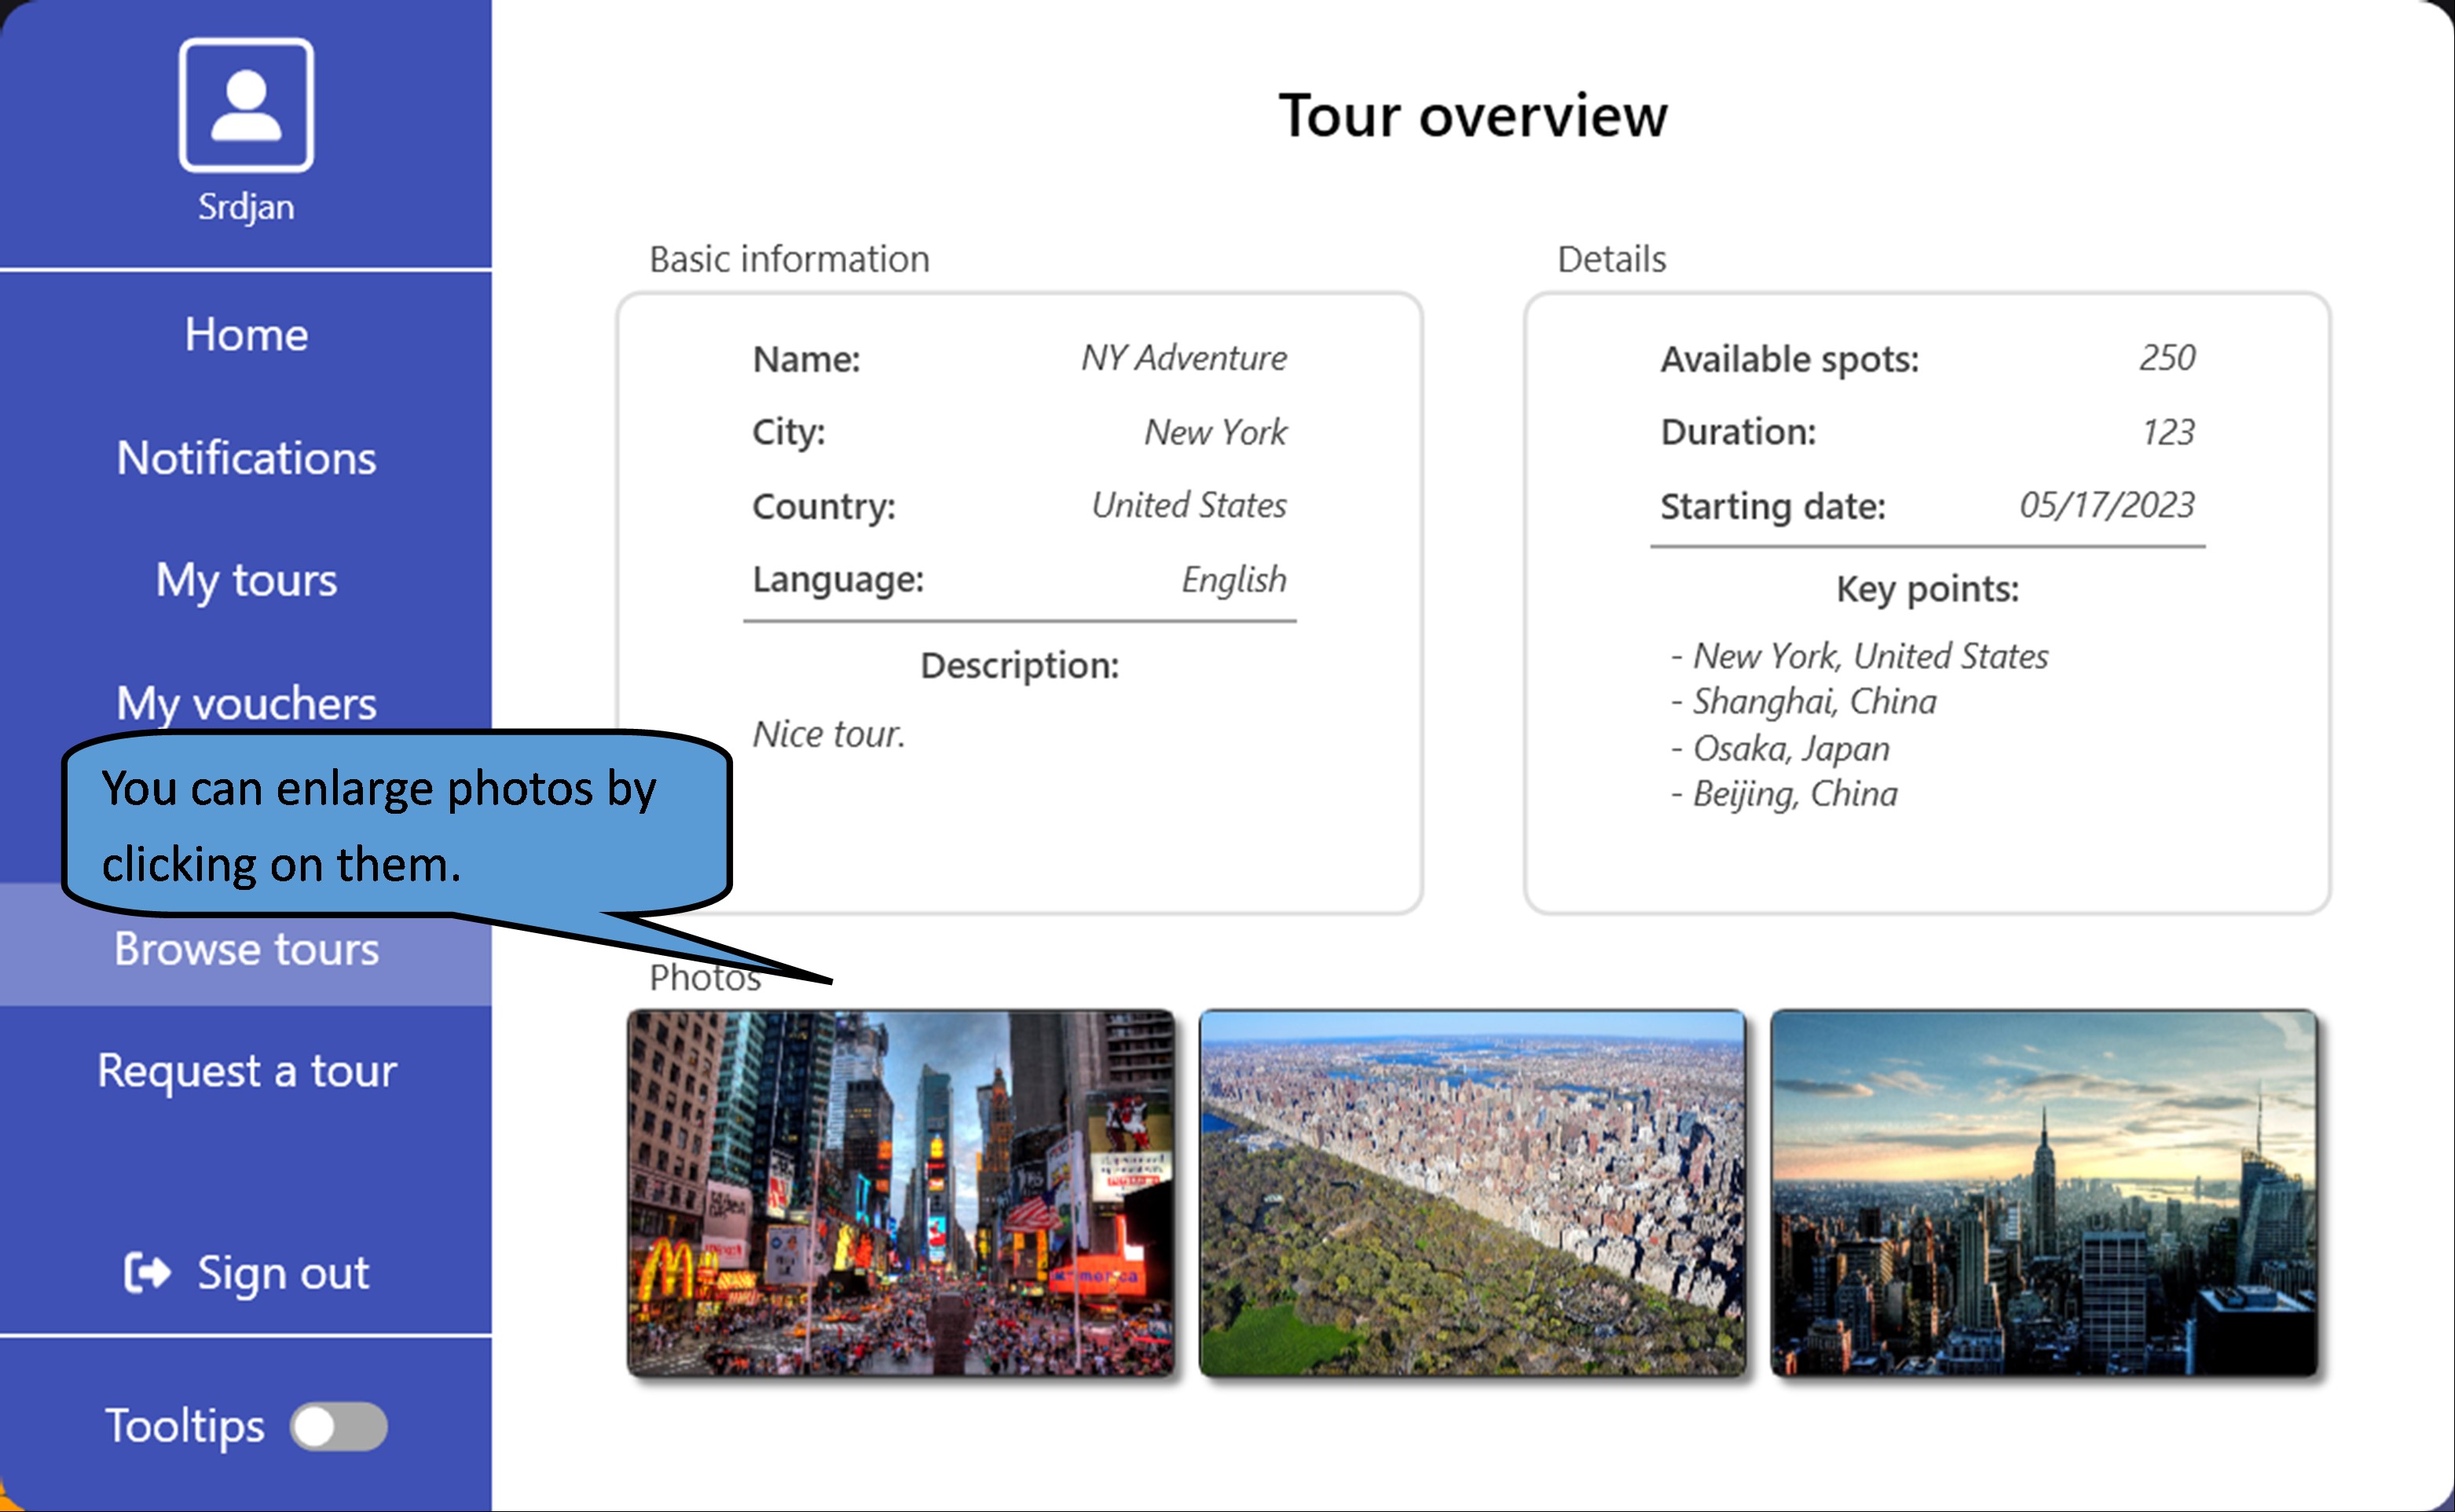 Srdjan
Home
Notifications
My tours
My vouchers
Browse tours
Request a tour
Sign out
Tooltips
You can enlarge photos by
clicking on them.
Tour overview
Basic information
Name: NY Adventure
City: New York
Country: United States
Language: English
Description:
Nice tour.
Details
Available spots: 250
Duration: 123
Starting date: 05/17/2023
Key points:
- New York, United States
- Shanghai, China
- Osaka, Japan
- Beijing, China
Photos